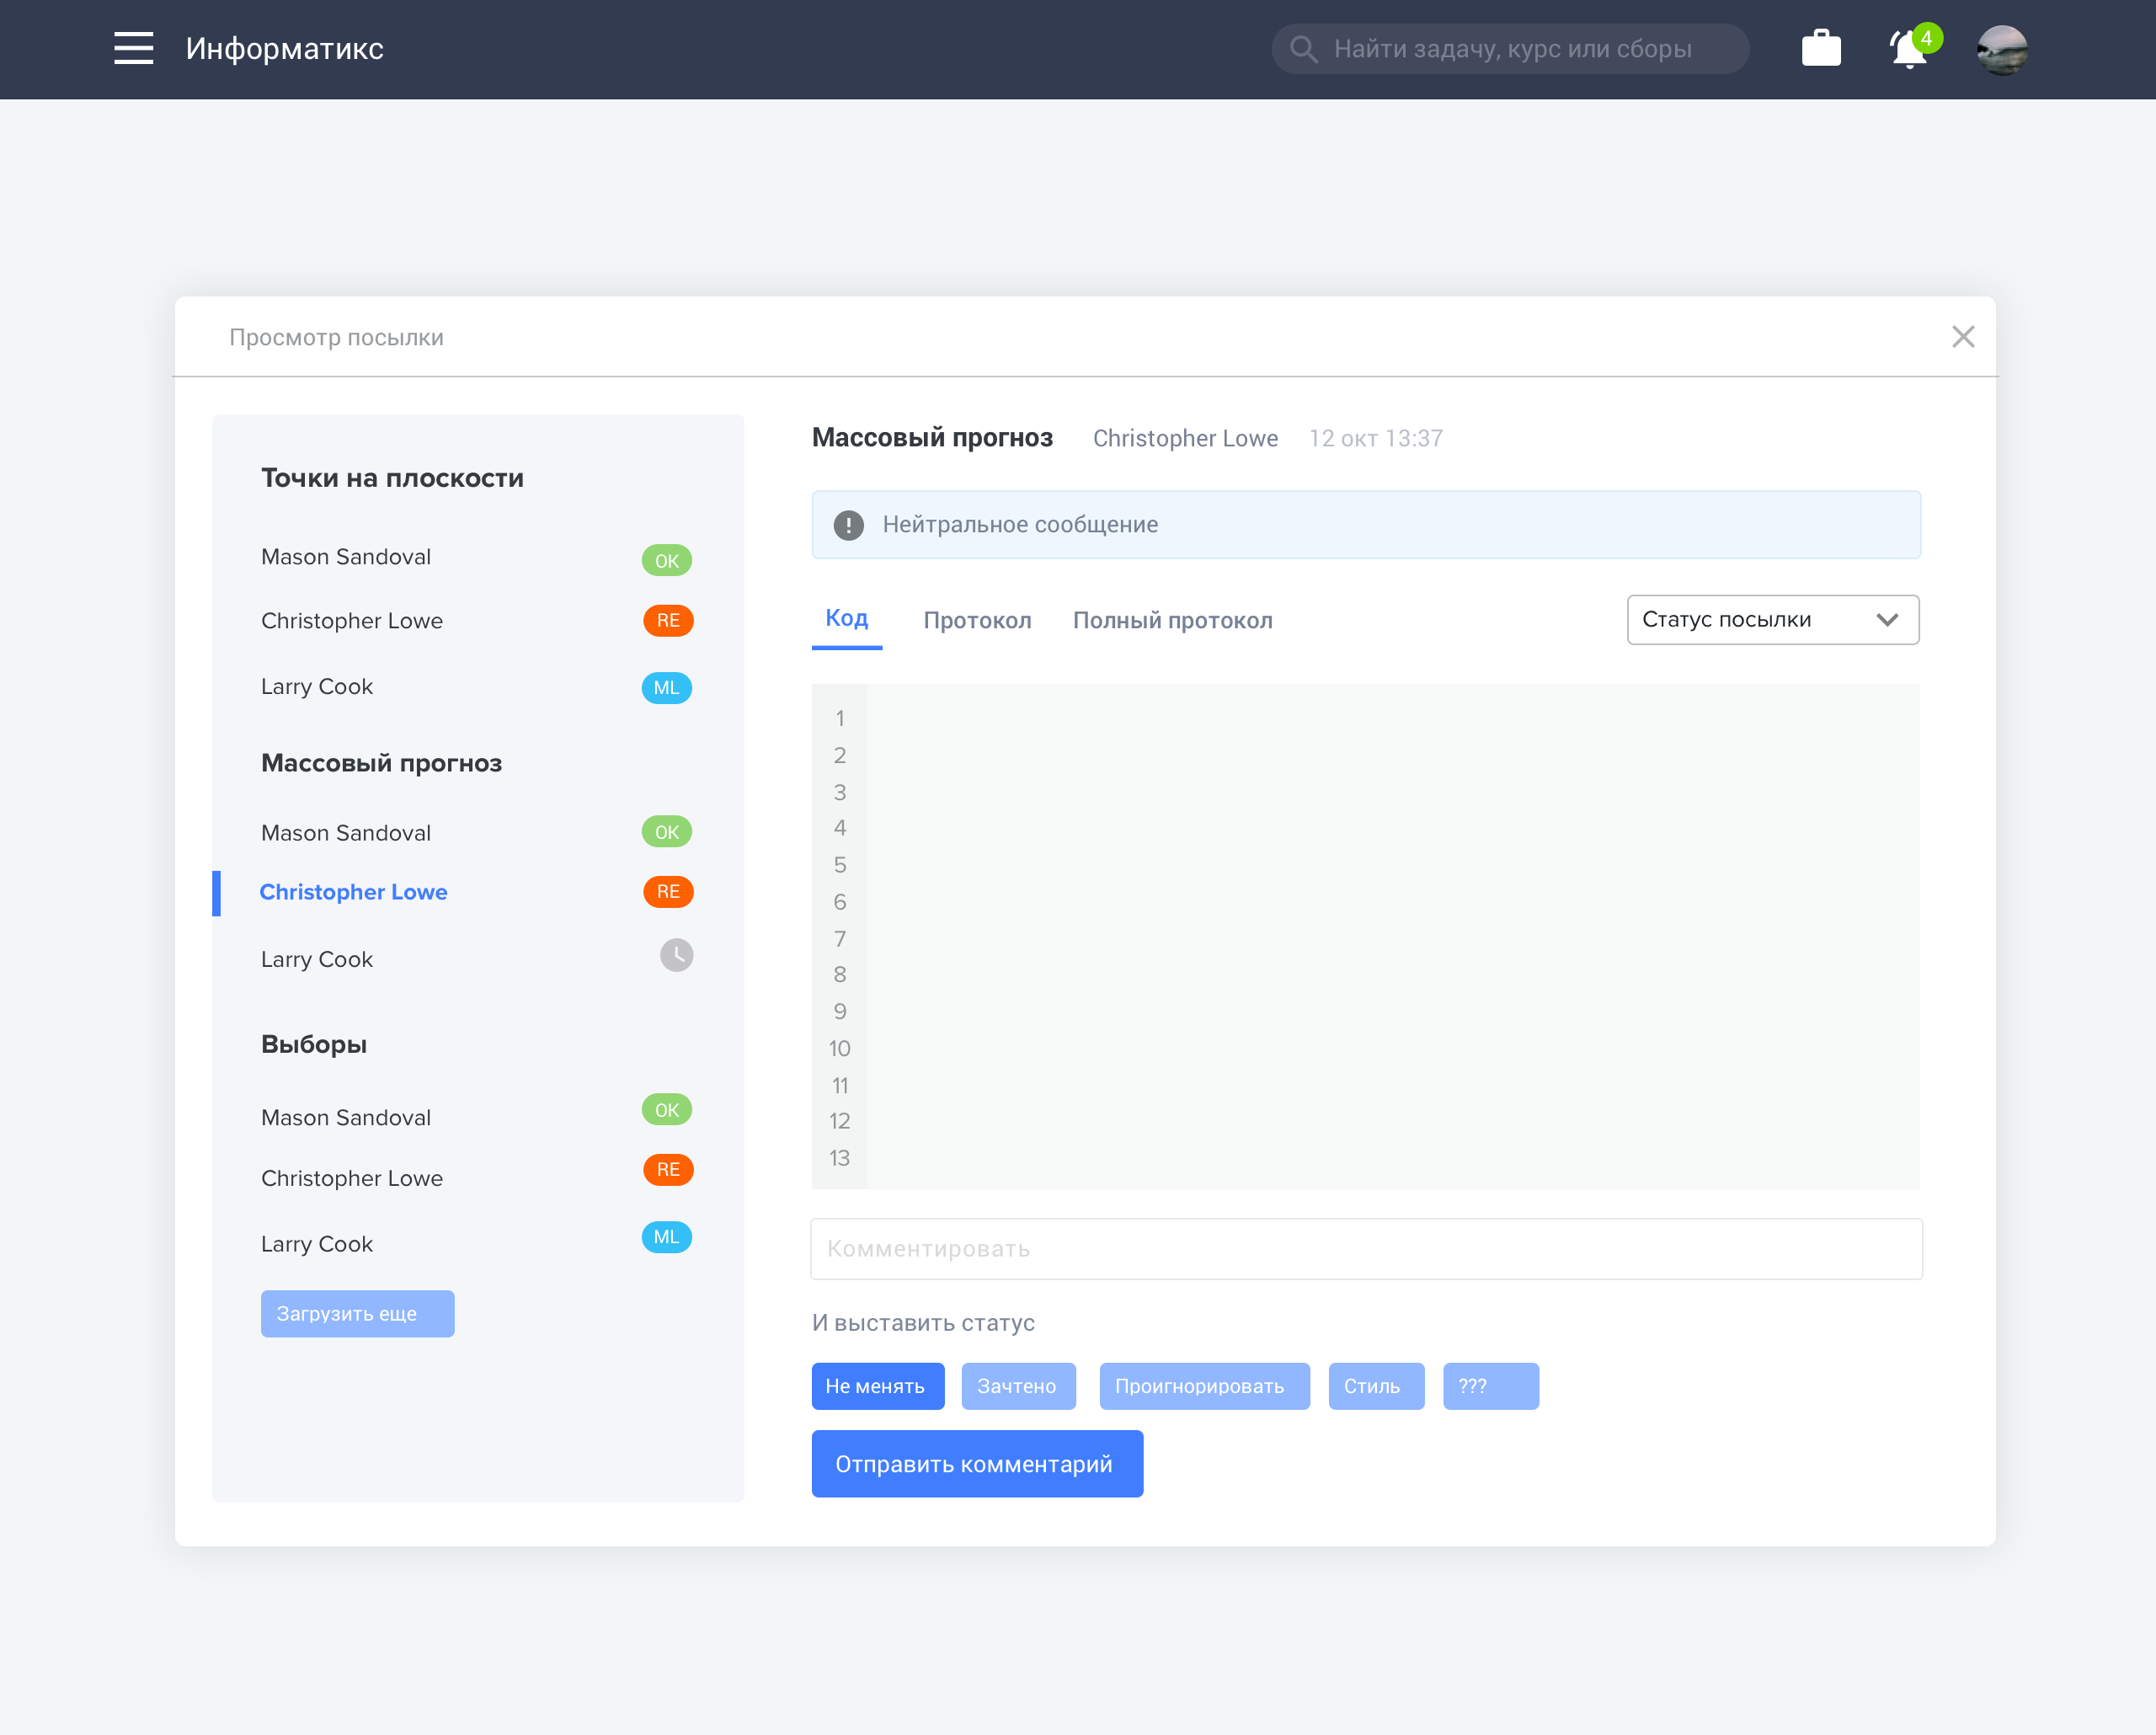 Информатикс
Найти задачу, курс или сборы
4
Просмотр посылки
Точки на плоскости
Mason Sandoval OK
Christopher Lowe RE
Larry Cook ML
Массовый прогноз
Mason Sandoval OK
Christopher Lowe RE
Larry Cook
Выборы
Mason Sandoval OK
Christopher Lowe RE
Larry Cook ML
Загрузить еще
Массовый прогноз Christopher Lowe 12 окт 13:37
Нейтральное сообщение
Код Протокол Полный протокол Статус посылки
1
2
3
4
5
6
7
8
9
10
11
12
13
Комментировать
И выставить статус
Не менять Зачтено Проигнорировать Стиль ???
Отправить комментарий